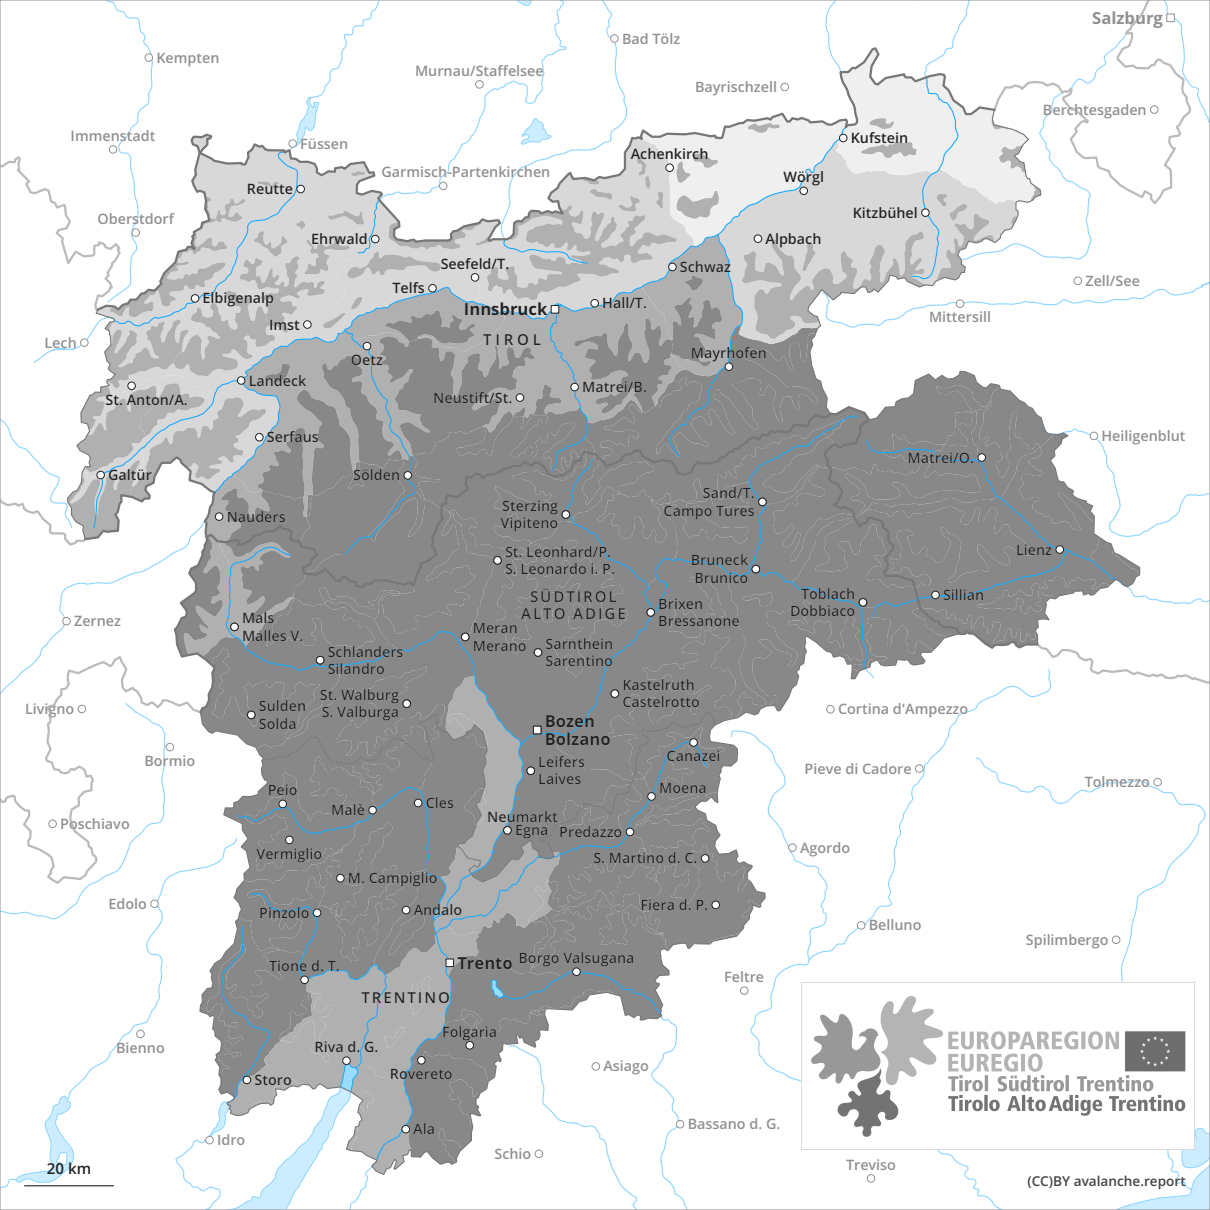 Salzburg
Bad Tölz
Kempten
Murnau/Staffelsee
Bayrischzell
Berchtesgaden
Immenstadt
Füssen
Kufstein
Achenkirch
Garmisch-Partenkirchen
Wörgl
Reutte
Oberstdorf
Kitzbühel
Ehrwald
Alpbach
Seefeld/T.
Schwaz
Zell/See
Telfs
Elbigenalp
Innsbruck
Hall/T.
Mittersill
Imst
TIROL
Lech
Oetz
Mayrhofen
Landeck
Matrei/B.
St. Anton/A.
Neustift/St.
Serfaus
Heiligenblut
Matrei/O.
Galtür
Sölden
Sand/T.
Campo Tures
Sterzing
Vipiteno
Nauders
St. Leonhard/P.
S. Leonardo i. P.
Lienz
Bruneck
Brunico
SÜDTIROL
ALTO ADIGE
Toblach
Dobbiaco
Sillian
Brixen
Bressanone
Mals
Malles V.
Zernez
Meran
Merano
Sarnthein
Sarentino
Schlanders
Silandro
Kastelruth
Castelrotto
St. Walburg
S. Valburga
Sulden
Solda
Livigno
Cortina d'Ampezzo
Bozen
Bolzano
Bormio
Canazei
Leifers
Laives
Pieve di Cadore
Tolmezzo
Peio
Moena
Malè
Cles
Neumarkt
Egna
Predazzo
Poschiavo
Vermiglio
Agordo
S. Martino d. C.
M. Campiglio
Edolo
Pinzolo
Andalo
Fiera d. P.
Belluno
Spilimbergo
Trento
Borgo Valsugana
Tione d. T.
Feltre
TRENTINO
Folgaria
Bienno
Riva d. G.
Rovereto
Asiago
Storo
EUROPAREGION
EUREGIO
Tirol Südtirol Trentino
Tirolo Alto Adige Trentino
Ala
Bassano d. G.
Idro
Schio
Treviso
20 km
(CC)BY avalanche.report